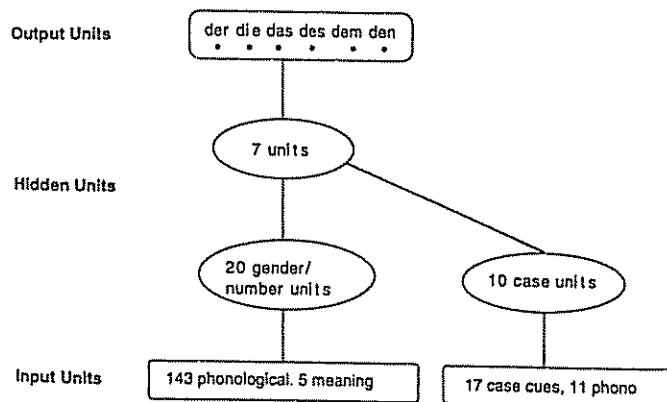 Output Units
der die das des dem den
7 units
Hidden Units
20 gender/
number units
10 case units
Input Units
143 phonological. 5 meaning
17 case cues, 11 phono